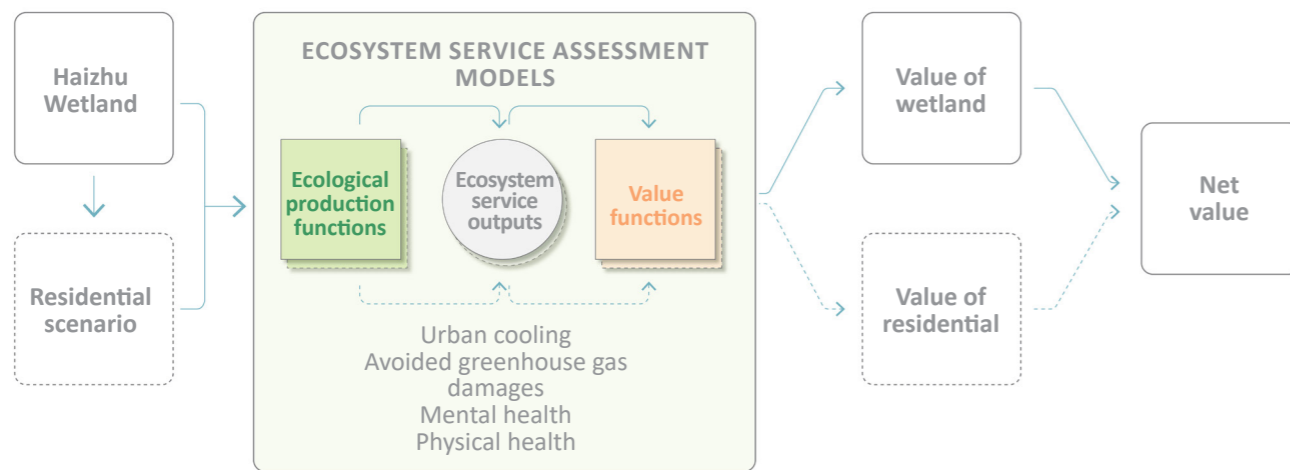 Haizhu
Wetland
Residential
scenario
ECOSYSTEM SERVICE ASSESSMENT
MODELS
Ecological
production
functions
Ecosystem
service
outputs
Value
functions
Urban cooling
Avoided greenhouse gas
damages
Mental health
Physical health
Value of
wetland
Value of
residential
Net
value